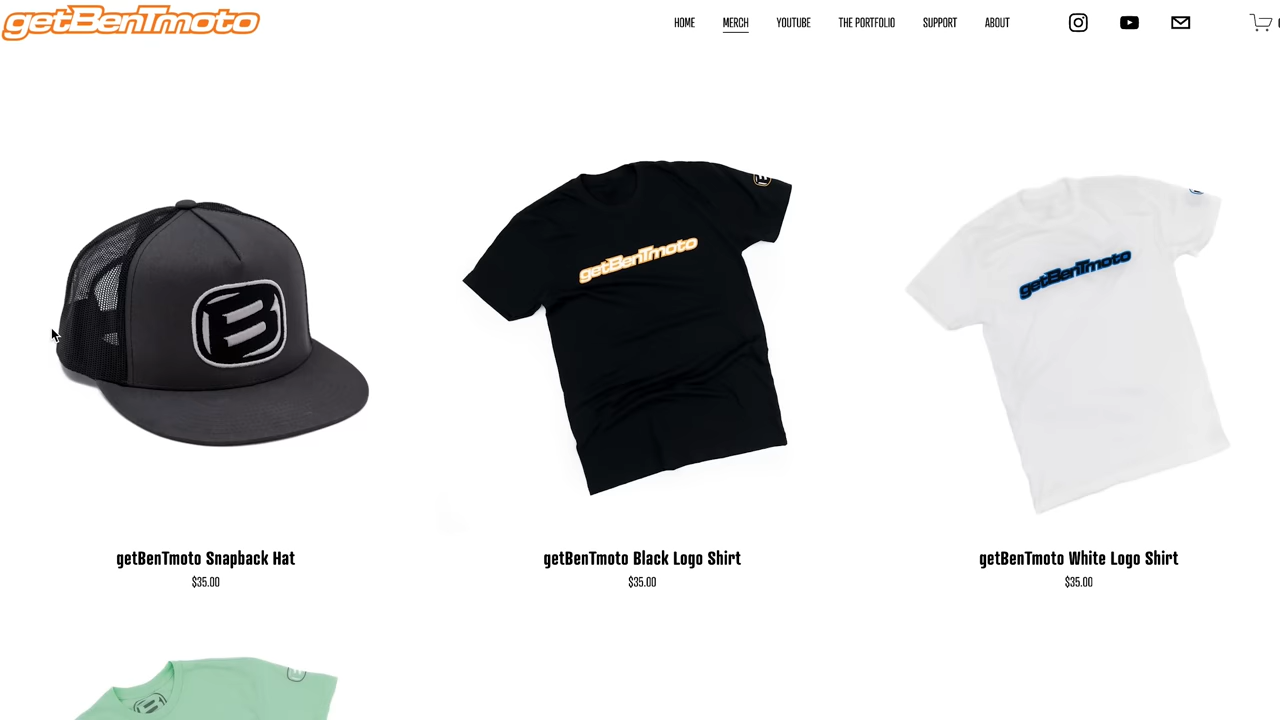 getBenTmoto
HOME MERCH YOUTUBE THE PORTFOLIO SUPPORT ABOUT
B
getBenTmoto
B
getBenTmoto
getBenTmoto Snapback Hat
$35.00
getBenTmoto Black Logo Shirt
$35.00
getBenTmoto White Logo Shirt
$35.00
B
B